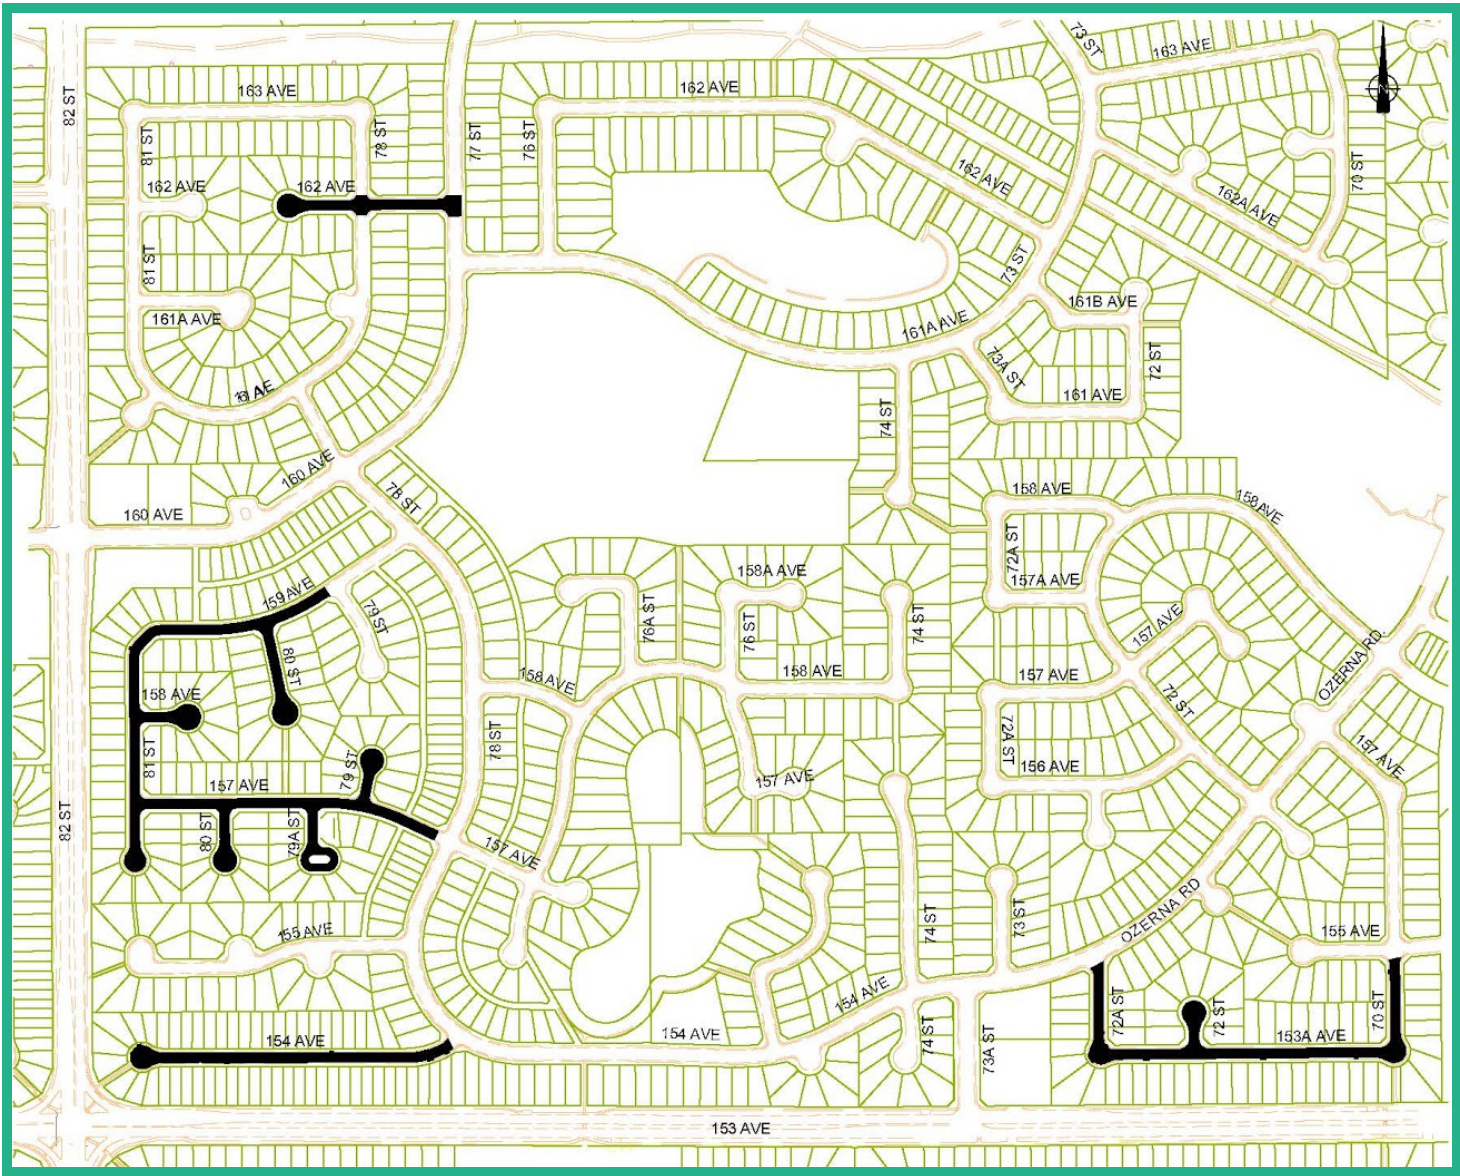 73 ST
163 AVE
82 ST
163 AVE
162 AVE
81 ST
78 ST
77 ST
76 ST
162 AVE
162 AVE
162 AVE
70 ST
162A AVE
81 ST
73 ST
161A AVE
161A AVE
161B AVE
73A ST
72 ST
161 AVE
74 ST
160 AVE
78 ST
160 AVE
158 AVE
158 AVE
72A ST
157A AVE
158A AVE
159 AVE
79 ST
76A ST
76 ST
74 ST
157 AVE
80 ST
158 AVE
158 AVE
158 AVE
157 AVE
OZERNA RD
72 ST
81 ST
78 ST
72A ST
79 ST
157 AVE
157 AVE
156 AVE
157 AVE
82 ST
80 ST
79A ST
157 AVE
OZERNA RD
155 AVE
74 ST
73 ST
155 AVE
154 AVE
154 AVE
154 AVE
74 ST
73A ST
72A ST
72 ST
153A AVE
70 ST
153 AVE